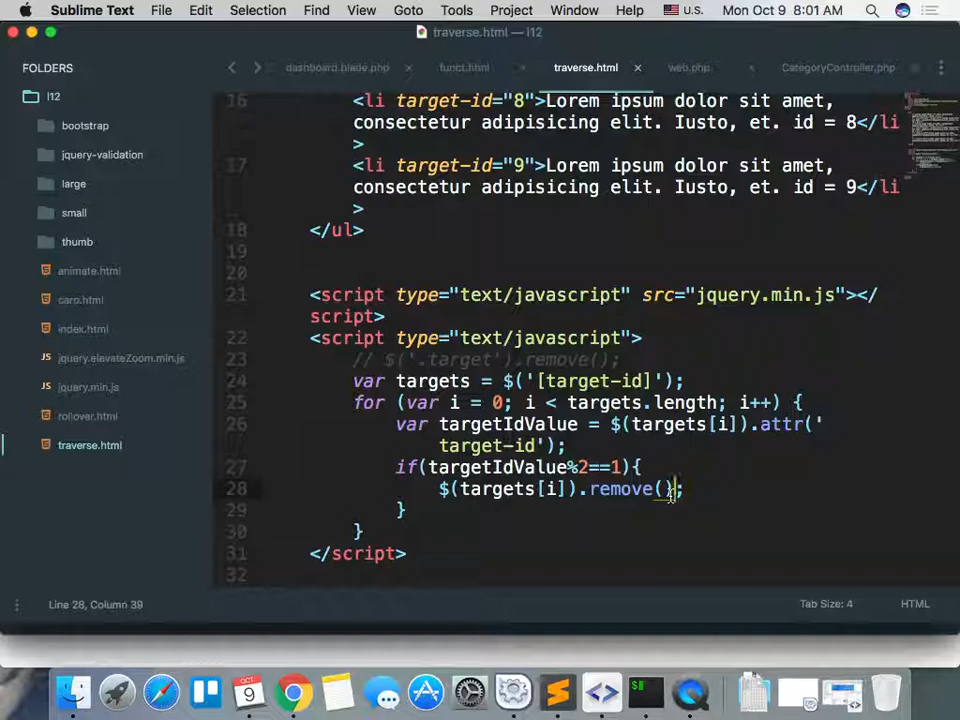 Sublime Text File Edit Selection Find View Goto Tools Project Window Help U.S. Mon Oct 9 8:01 AM
traverse.html — l12
FOLDERS
l12
bootstrap
jquery-validation
large
small
thumb
animate.html
caro.html
index.html
jquery.elevateZoom.min.js
jquery.min.js
rollover.html
traverse.html
dashboard.blade.php funct.html traverse.html web.php CategoryController.php
16 <li target-id="8">Lorem ipsum dolor sit amet,
consectetur adipisicing elit. Iusto, et. id = 8</li
>
17 <li target-id="9">Lorem ipsum dolor sit amet,
consectetur adipisicing elit. Iusto, et. id = 9</li
>
18 </ul>
19
20
21 <script type="text/javascript" src="jquery.min.js"></
script>
22 <script type="text/javascript">
23 // $('.target').remove();
24 var targets = $('[target-id]');
25 for (var i = 0; i < targets.length; i++) {
26 var targetIdValue = $(targets[i]).attr('
target-id');
27 if(targetIdValue%2==1){
28 $(targets[i]).remove();
29 }
30 }
31 </script>
32
Line 28, Column 39 Tab Size: 4 HTML
OCT
9